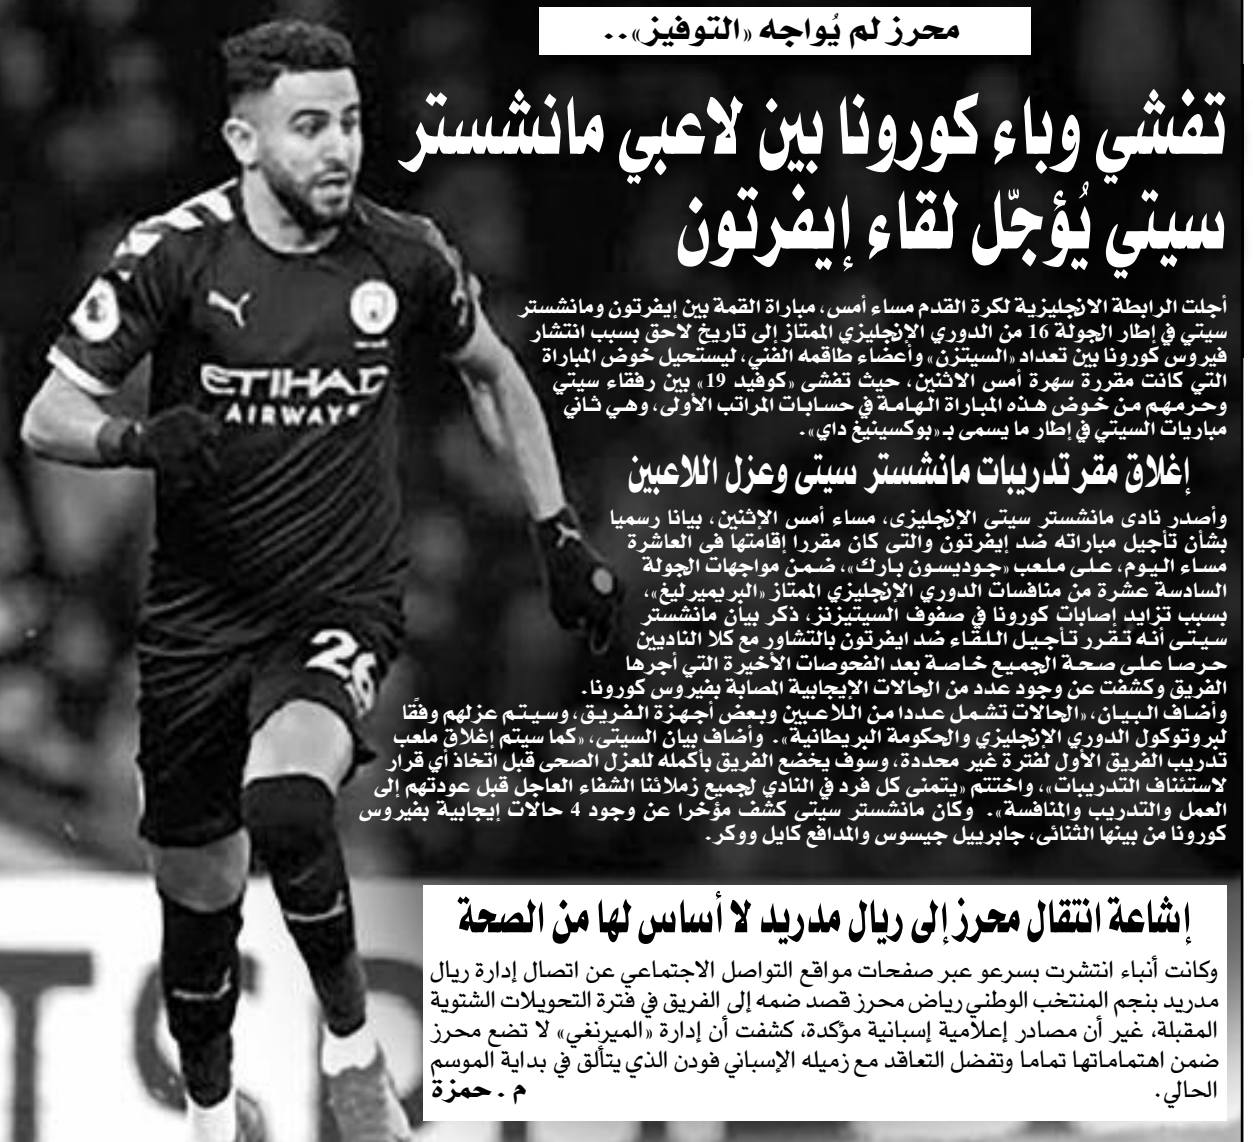 محرز لم يُواجه «التوفيز»..
تفشي وباء كورونا بين لاعبي مانشستر
سيتي يُؤجّل لقاء إيفرتون
أجلت الرابطة الانجليزية لكرة القدم مساء أمس، مباراة القمة بين إيفرتون ومانشستر
سيتي في إطار الجولة 16 من الدوري الإنجليزي الممتاز إلى تاريخ لاحق بسبب انتشار
فيروس كورونا بين تعداد «السيتزن» وأعضاء طاقمه الفني، ليستحيل خوض المباراة
التي كانت مقررة سهرة أمس الاثنين، حيث تفشى «كوفيد 19» بين رفقاء سيتي
وحرمهم من خوض هذه المباراة الهامة في حسابات المراتب الأولى، وهي ثاني
مباريات السيتي في إطار ما يسمى بـ«بوكسينيغ داي».
إغلاق مقر تدريبات مانشستر سيتى وعزل اللاعبين
وأصدر نادى مانشستر سيتى الإنجليزى، مساء أمس الإثنين، بيانا رسميا
بشأن تأجيل مباراته ضد إيفرتون والتى كان مقررا إقامتها فى العاشرة
مساء اليوم، على ملعب «جوديسون بارك»، ضمن مواجهات الجولة
السادسة عشرة من منافسات الدوري الإنجليزي الممتاز «البريميرليغ»،
بسبب تزايد إصابات كورونا في صفوف السيتيزنز، ذكر بيان مانشستر
سيتى أنه تقرر تأجيل اللقاء ضد ايفرتون بالتشاور مع كلا الناديين
حرصا على صحة الجميع خاصة بعد الفحوصات الأخيرة التي أجرها
الفريق وكشفت عن وجود عدد من الحالات الإيجابية المصابة بفيروس كورونا.
وأضاف البيان، «الحالات تشمل عددا من اللاعبين وبعض أجهزة الفريق، وسيتم عزلهم وفقًا
لبروتوكول الدوري الإنجليزي والحكومة البريطانية». وأضاف بيان السيتى، «كما سيتم إغلاق ملعب
تدريب الفريق الأول لفترة غير محددة، وسوف يخضع الفريق بأكمله للعزل الصحى قبل اتخاذ أي قرار
لاستئناف التدريبات»، واختتم «يتمنى كل فرد في النادي لجميع زملائنا الشفاء العاجل قبل عودتهم إلى
العمل والتدريب والمنافسة». وكان مانشستر سيتى كشف مؤخرا عن وجود 4 حالات إيجابية بفيروس
كورونا من بينها الثنائى، جابرييل جيسوس والمدافع كايل ووكر.
إشاعة انتقال محرز إلى ريال مدريد لا أساس لها من الصحة
وكانت أنباء انتشرت بسرعو عبر صفحات مواقع التواصل الاجتماعي عن اتصال إدارة ريال
مدريد بنجم المنتخب الوطني رياض محرز قصد ضمه إلى الفريق في فترة التحويلات الشتوية
المقبلة، غير أن مصادر إعلامية إسبانية مؤكدة، كشفت أن إدارة «الميرنغي» لا تضع محرز
ضمن اهتماماتها تماما وتفضل التعاقد مع زميله الإسباني فودن الذي يتألق في بداية الموسم
الحالي.
م . حمزة
ETIHAD
AIRWAYS
26